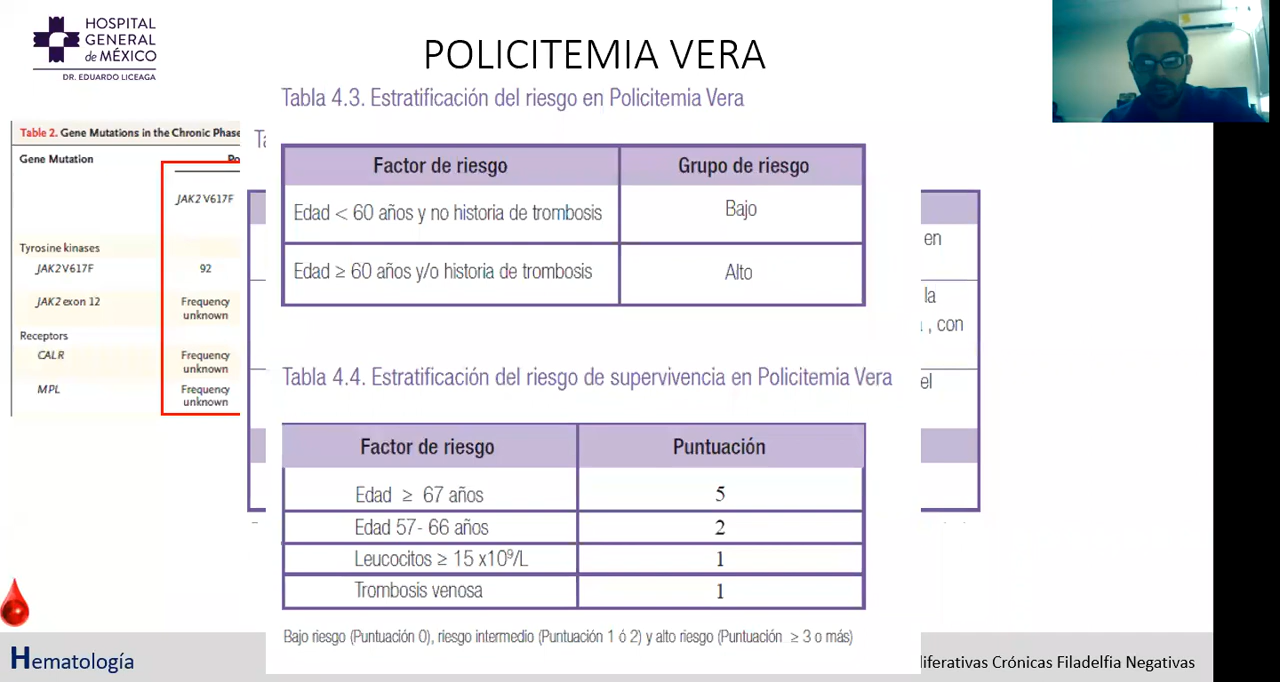 HOSPITAL
GENERAL
de MÉXICO
DR. EDUARDO LICEAGA
POLICITEMIA VERA
Tabla 4.3. Estratificación del riesgo en Policitemia Vera
Factor de riesgo Grupo de riesgo
Edad < 60 años y no historia de trombosis Bajo
Edad ≥ 60 años y/o historia de trombosis Alto
Tabla 4.4. Estratificación del riesgo de supervivencia en Policitemia Vera
Factor de riesgo Puntuación
Edad ≥ 67 años 5
Edad 57- 66 años 2
Leucocitos ≥ 15 x10⁹/L 1
Trombosis venosa 1
Bajo riesgo (Puntuación 0), riesgo intermedio (Puntuación 1 ó 2) y alto riesgo (Puntuación ≥ 3 o más)
Table 2. Gene Mutations in the Chronic Phase
Gene Mutation
JAK2 V617F
Tyrosine kinases
JAK2 V617F 92
JAK2 exon 12 Frequency
unknown
Receptors
CALR Frequency
unknown
MPL Frequency
unknown
en
la
, con
el
Hematología
liferativas Crónicas Filadelfia Negativas